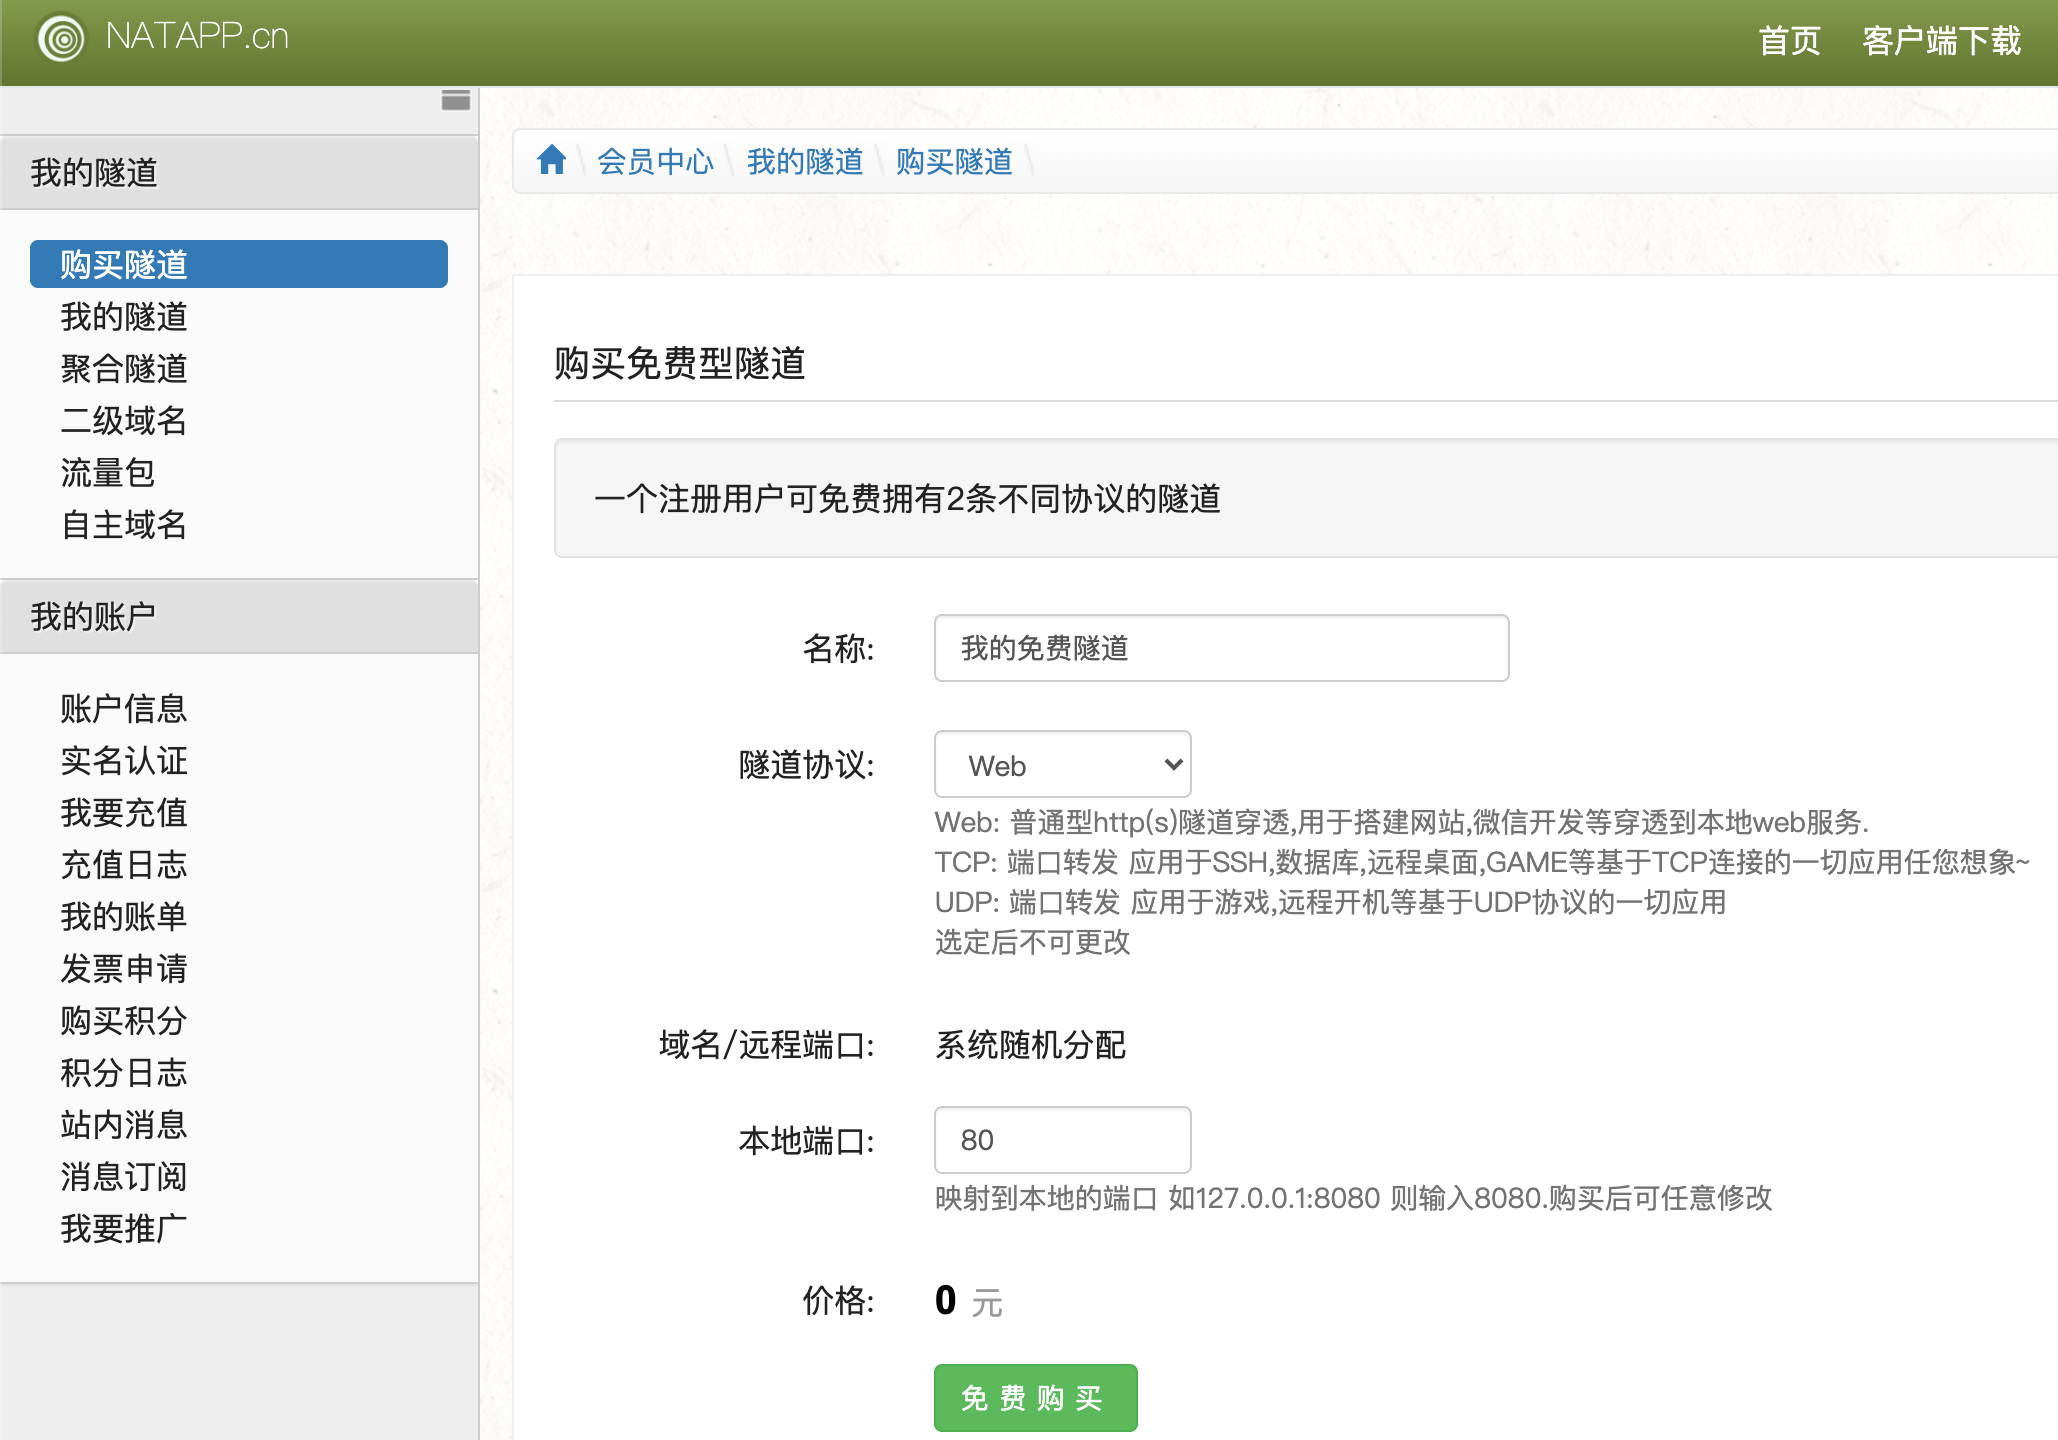 NATAPP.cn
首页
客户端下载
我的隧道
购买隧道
我的隧道
聚合隧道
二级域名
流量包
自主域名
我的账户
账户信息
实名认证
我要充值
充值日志
我的账单
发票申请
购买积分
积分日志
站内消息
消息订阅
我要推广
会员中心 \ 我的隧道 \ 购买隧道 \
购买免费型隧道
一个注册用户可免费拥有2条不同协议的隧道
名称: 我的免费隧道
隧道协议: Web
Web: 普通型http(s)隧道穿透,用于搭建网站,微信开发等穿透到本地web服务.
TCP: 端口转发 应用于SSH,数据库,远程桌面,GAME等基于TCP连接的一切应用任您想象~
UDP: 端口转发 应用于游戏,远程开机等基于UDP协议的一切应用
选定后不可更改
域名/远程端口: 系统随机分配
本地端口: 80
映射到本地的端口 如127.0.0.1:8080 则输入8080.购买后可任意修改
价格: 0 元
免费购买